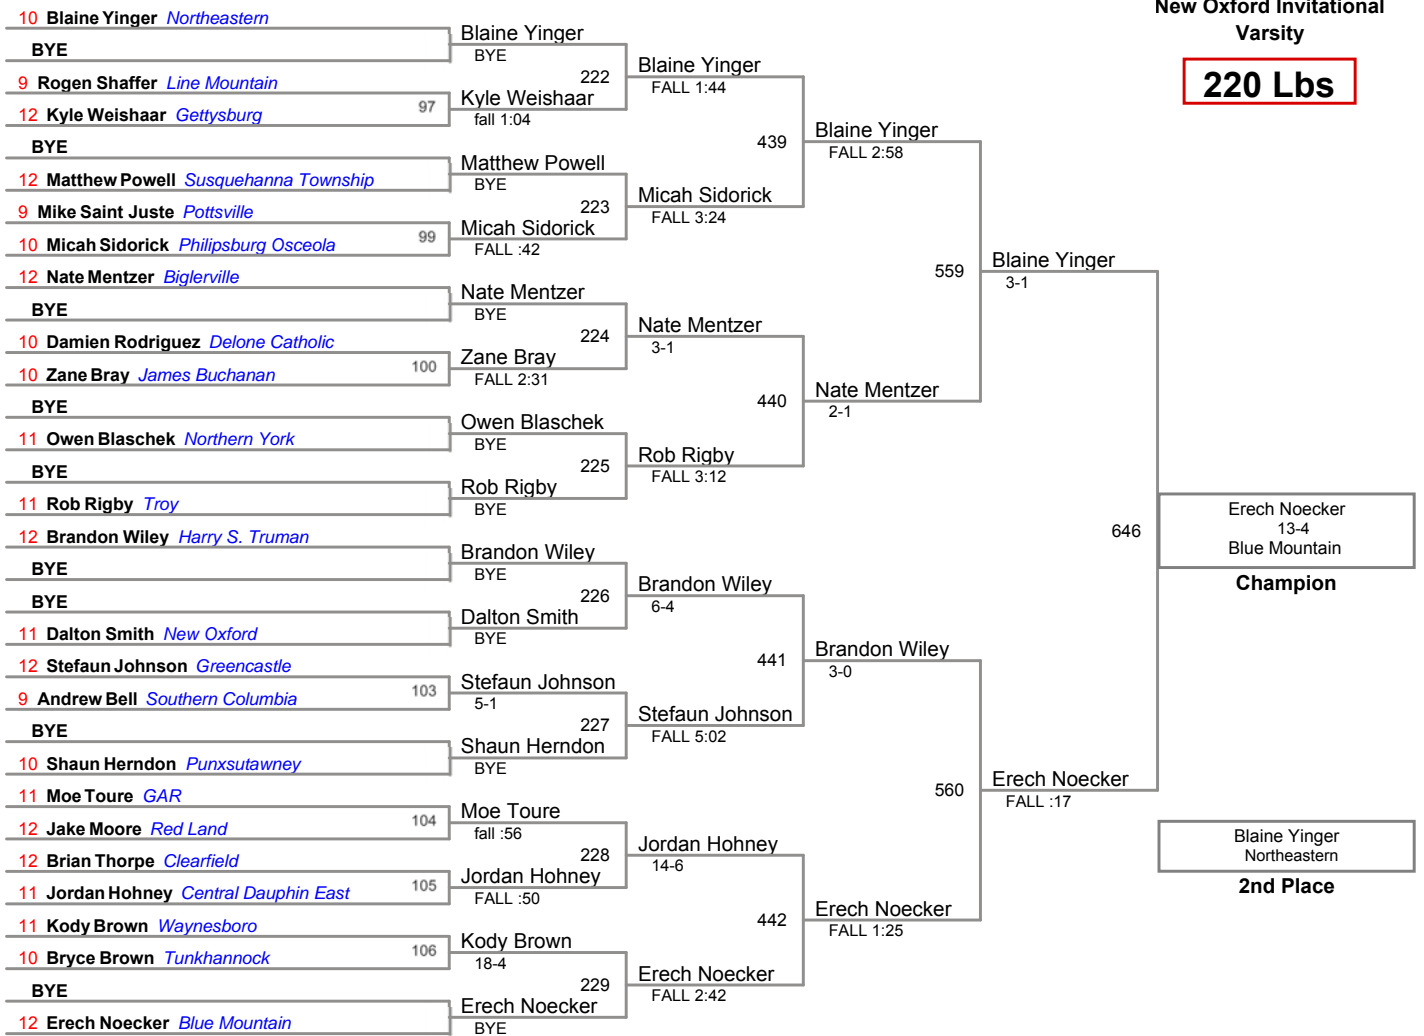 New Oxford Invitational
Varsity
220 Lbs
10 Blaine Yinger Northeastern
BYE
9 Rogen Shaffer Line Mountain
12 Kyle Weishaar Gettysburg
97
BYE
12 Matthew Powell Susquehanna Township
9 Mike Saint Juste Pottsville
10 Micah Sidorick Philipsburg Osceola
99
12 Nate Mentzer Biglerville
BYE
10 Damien Rodriguez Delone Catholic
10 Zane Bray James Buchanan
100
BYE
11 Owen Blaschek Northern York
BYE
11 Rob Rigby Troy
12 Brandon Wiley Harry S. Truman
BYE
BYE
11 Dalton Smith New Oxford
12 Stefaun Johnson Greencastle
9 Andrew Bell Southern Columbia
103
BYE
10 Shaun Herndon Punxsutawney
11 Moe Toure GAR
12 Jake Moore Red Land
104
12 Brian Thorpe Clearfield
11 Jordan Hohney Central Dauphin East
105
11 Kody Brown Waynesboro
10 Bryce Brown Tunkhannock
106
BYE
12 Erech Noecker Blue Mountain
Blaine Yinger
BYE
222
Kyle Weishaar
fall 1:04
Matthew Powell
BYE
223
Micah Sidorick
FALL :42
Nate Mentzer
BYE
224
Zane Bray
FALL 2:31
Owen Blaschek
BYE
225
Rob Rigby
BYE
Brandon Wiley
BYE
226
Dalton Smith
BYE
Stefaun Johnson
5-1
227
Shaun Herndon
BYE
Moe Toure
fall :56
228
Jordan Hohney
FALL :50
Kody Brown
18-4
229
Erech Noecker
BYE
Blaine Yinger
FALL 1:44
439
Micah Sidorick
FALL 3:24
Nate Mentzer
3-1
440
Rob Rigby
FALL 3:12
Brandon Wiley
6-4
441
Stefaun Johnson
FALL 5:02
Jordan Hohney
14-6
442
Erech Noecker
FALL 2:42
Blaine Yinger
FALL 2:58
559
Nate Mentzer
2-1
Brandon Wiley
3-0
560
Erech Noecker
FALL 1:25
Blaine Yinger
3-1
646
Erech Noecker
FALL :17
Erech Noecker
13-4
Blue Mountain
Champion
Blaine Yinger
Northeastern
2nd Place